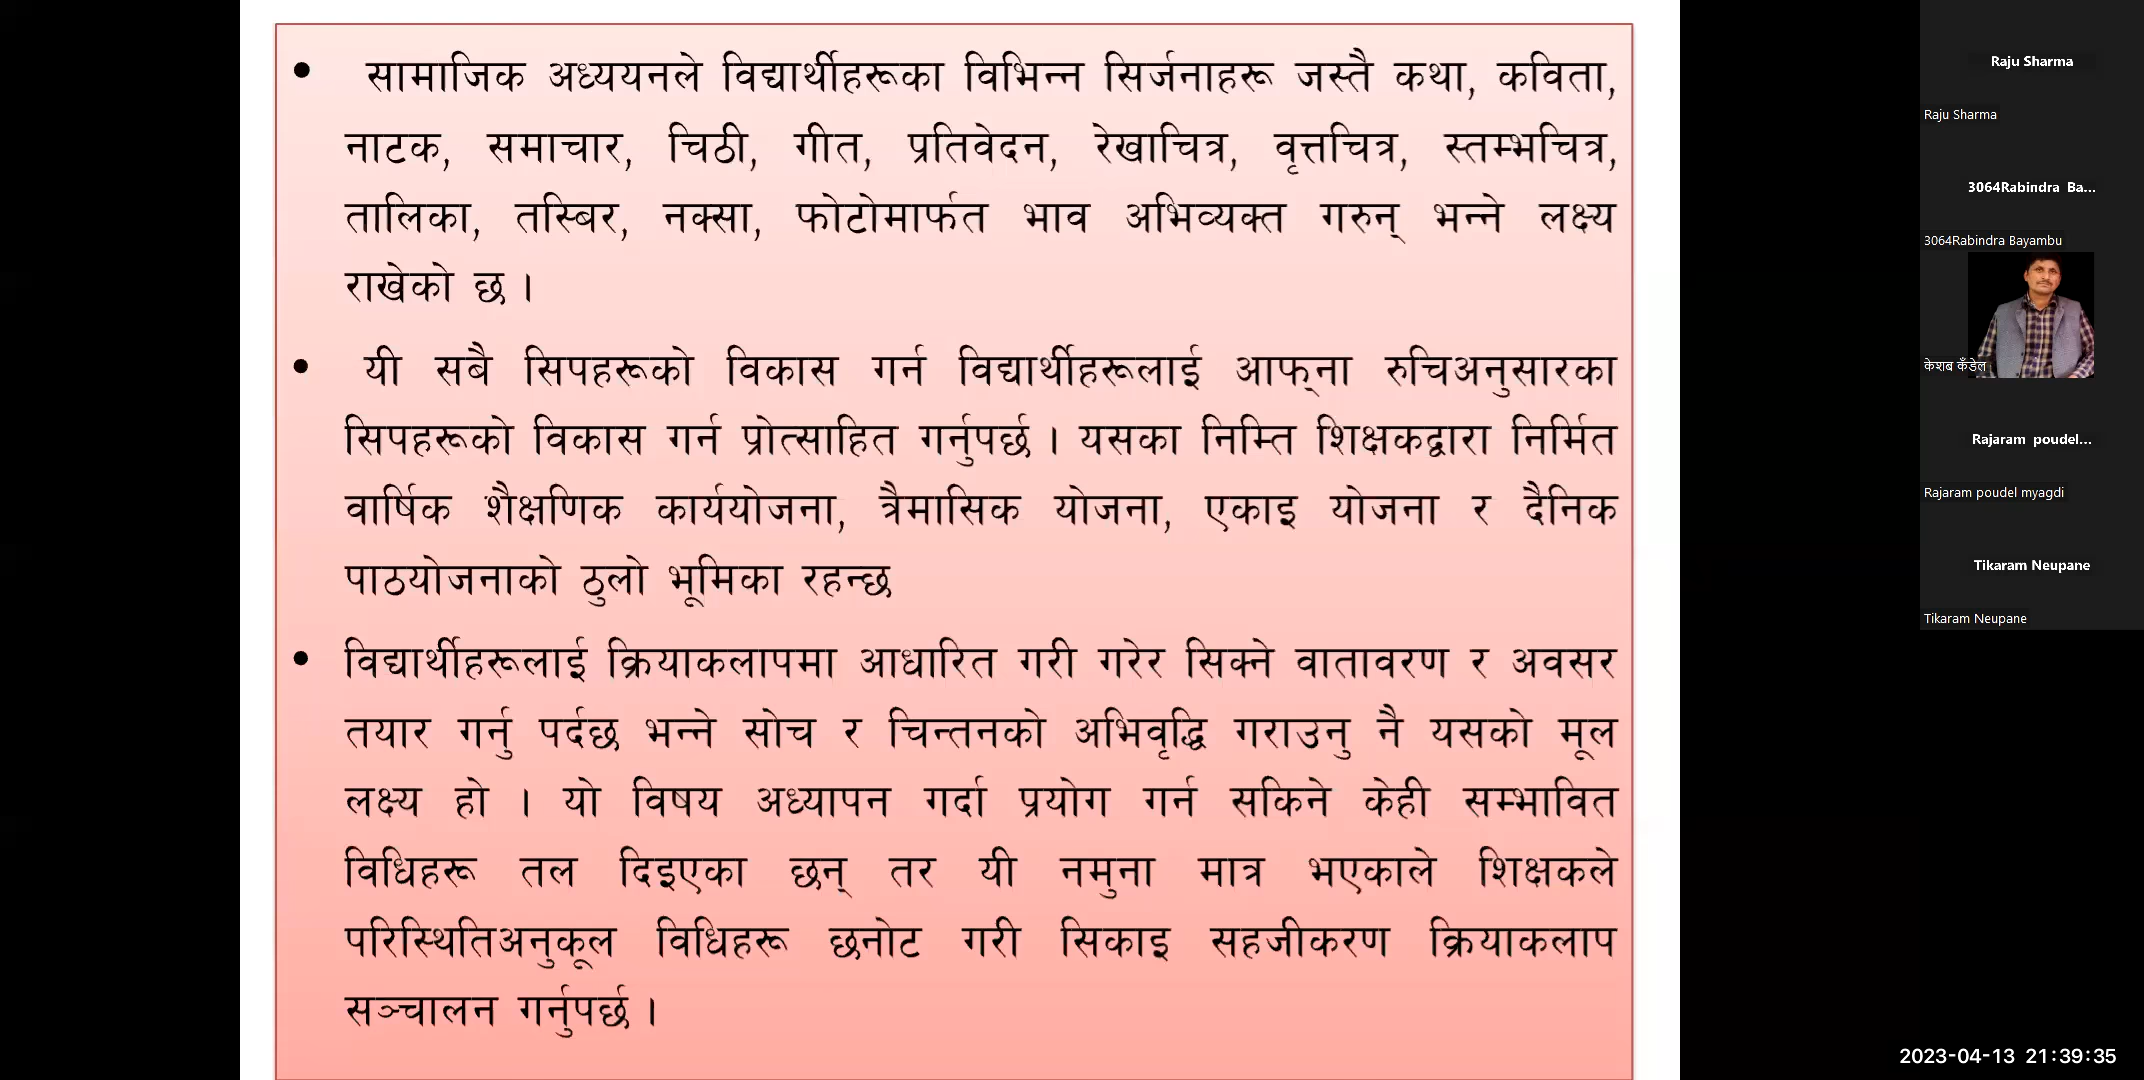 • सामाजिक अध्ययनले विद्यार्थीहरूका विभिन्न सिर्जनाहरू जस्तै कथा, कविता,
नाटक, समाचार, चिठी, गीत, प्रतिवेदन, रेखाचित्र, वृत्तचित्र, स्तम्भचित्र,
तालिका, तस्बिर, नक्सा, फोटोमार्फत भाव अभिव्यक्त गरुन् भन्ने लक्ष्य
राखेको छ ।
• यी सबै सिपहरूको विकास गर्न विद्यार्थीहरूलाई आफ्ना रुचिअनुसारका
सिपहरूको विकास गर्न प्रोत्साहित गर्नुपर्छ । यसका निम्ति शिक्षकद्वारा निर्मित
वार्षिक शैक्षणिक कार्ययोजना, त्रैमासिक योजना, एकाइ योजना र दैनिक
पाठयोजनाको ठुलो भूमिका रहन्छ
• विद्यार्थीहरूलाई क्रियाकलापमा आधारित गरी गरेर सिक्ने वातावरण र अवसर
तयार गर्नु पर्दछ भन्ने सोच र चिन्तनको अभिवृद्धि गराउनु नै यसको मूल
लक्ष्य हो । यो विषय अध्यापन गर्दा प्रयोग गर्न सकिने केही सम्भावित
विधिहरू तल दिइएका छन् तर यी नमुना मात्र भएकाले शिक्षकले
परिस्थितिअनुकूल विधिहरू छनोट गरी सिकाइ सहजीकरण क्रियाकलाप
सञ्चालन गर्नुपर्छ ।
Raju Sharma
Raju Sharma
3064Rabindra Ba...
3064Rabindra Bayambu
केशब कँडेल
Rajaram poudel...
Rajaram poudel myagdi
Tikaram Neupane
Tikaram Neupane
2023-04-13 21:39:35